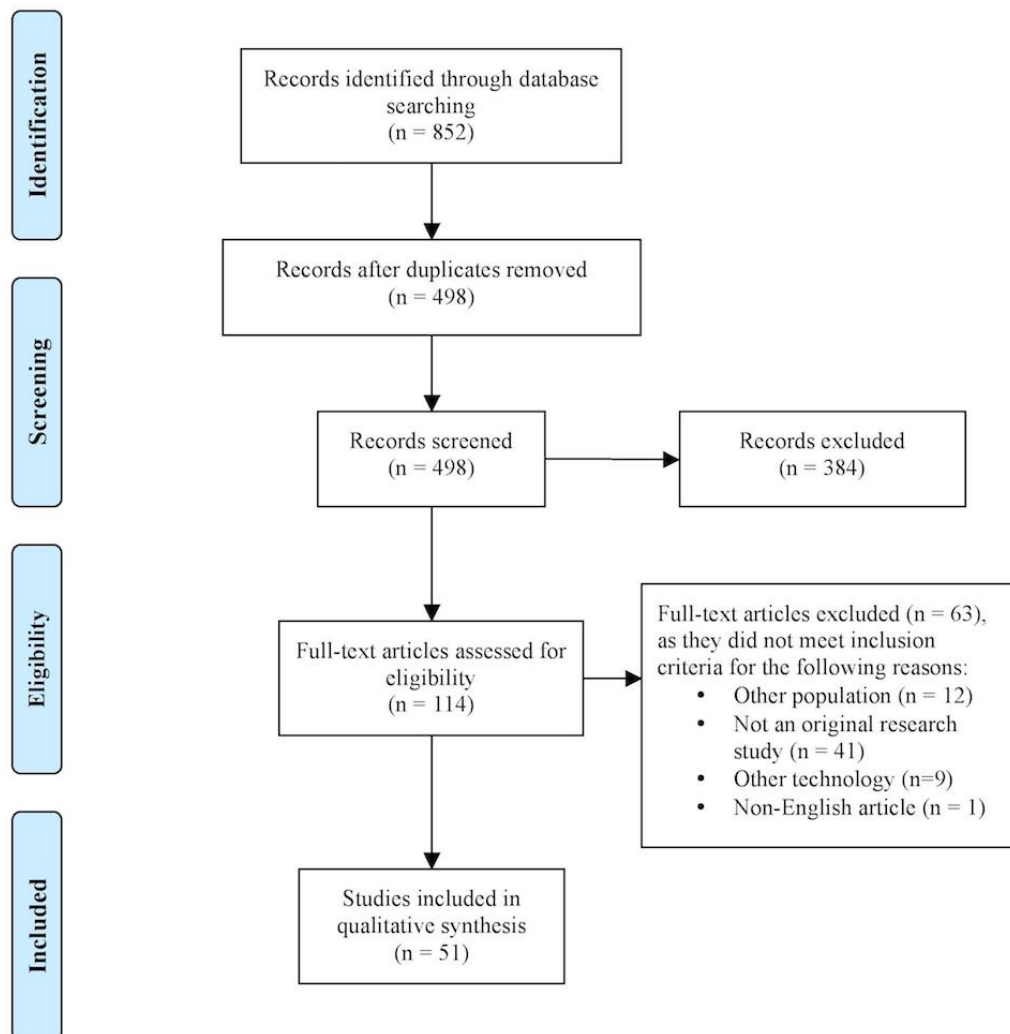 Identification
Records identified through database
searching
(n = 852)
Records after duplicates removed
(n = 498)
Screening
Records screened
(n = 498)
Records excluded
(n = 384)
Eligibility
Full-text articles assessed for
eligibility
(n = 114)
Full-text articles excluded (n = 63),
as they did not meet inclusion
criteria for the following reasons:
• Other population (n = 12)
• Not an original research
study (n = 41)
• Other technology (n=9)
• Non-English article (n = 1)
Included
Studies included in
qualitative synthesis
(n = 51)